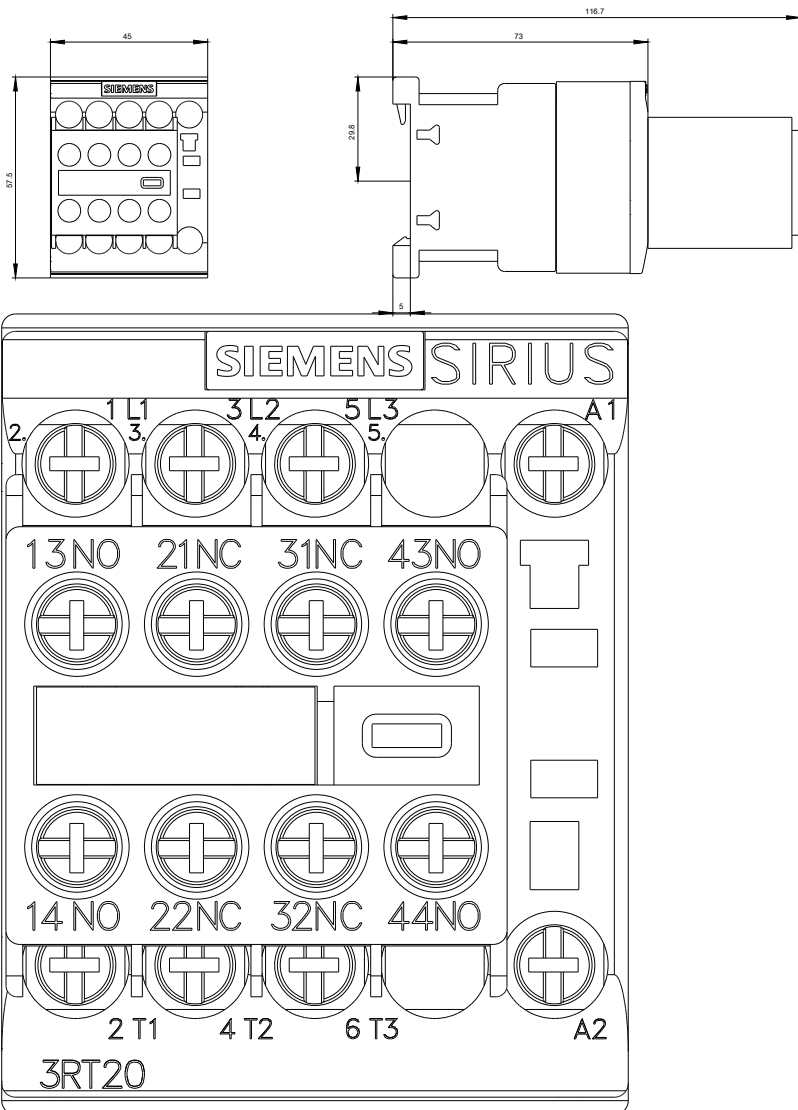 116.7
45
73
SIEMENS
29.8
57.5
5
SIEMENS SIRIUS
1 L1 3 L2 5 L3 A1
2. 3. 4. 5.
13NO 21NC 31NC 43NO
14NO 22NC 32NC 44NO
2 T1 4 T2 6 T3 A2
3RT20